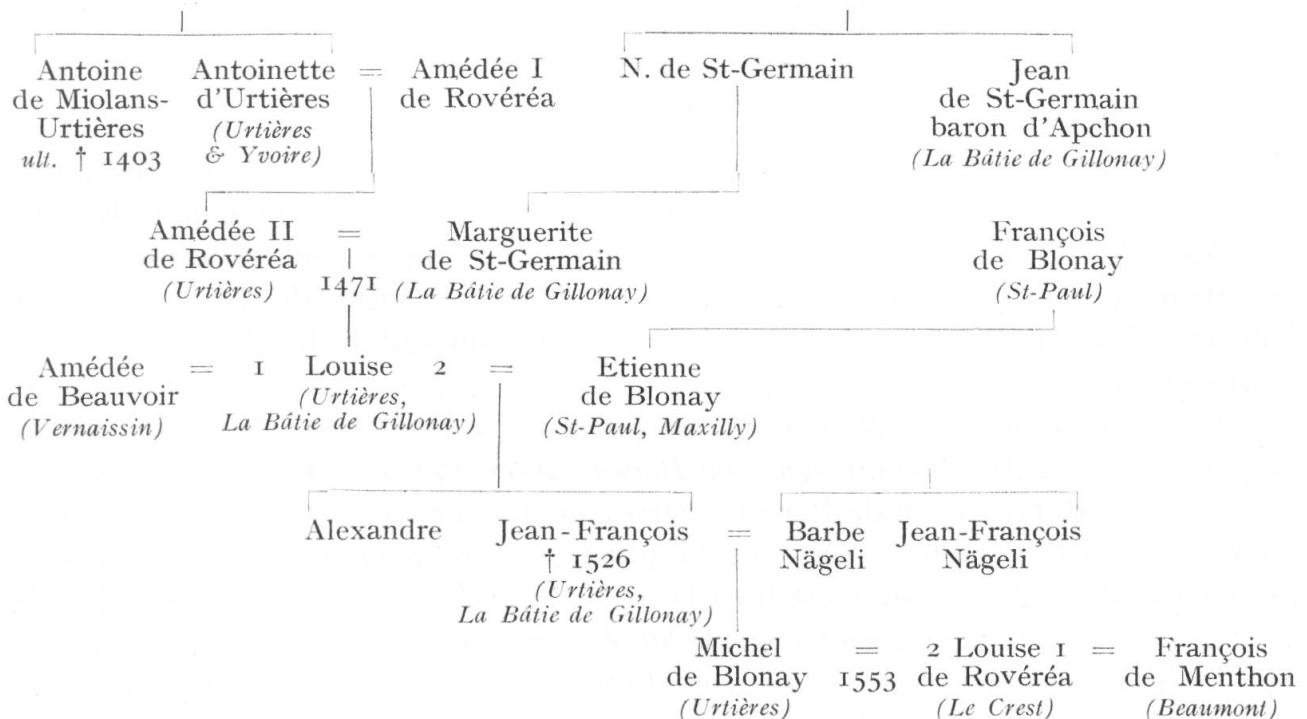 Antoine Antoinette = Amédée I N. de St-Germain Jean
de Miolans- d'Urtières de Rovéréa de St-Germain
Urtières (Urtières baron d'Apchon
ult. † 1403 & Yvoire) (La Bâtie de Gillonay)
Amédée II = Marguerite François
de Rovéréa de St-Germain de Blonay
(Urtières) 1471 (La Bâtie de Gillonay) (St-Paul)
Amédée = 1 Louise 2 = Etienne
de Beauvoir (Urtières, de Blonay
(Vernaissin) La Bâtie de Gillonay) (St-Paul, Maxilly)
Alexandre Jean-François = Barbe Jean-François
† 1526 Nägeli Nägeli
(Urtières,
La Bâtie de Gillonay)
Michel = 2 Louise 1 = François
de Blonay 1553 de Rovéréa de Menthon
(Urtières) (Le Crest) (Beaumont)